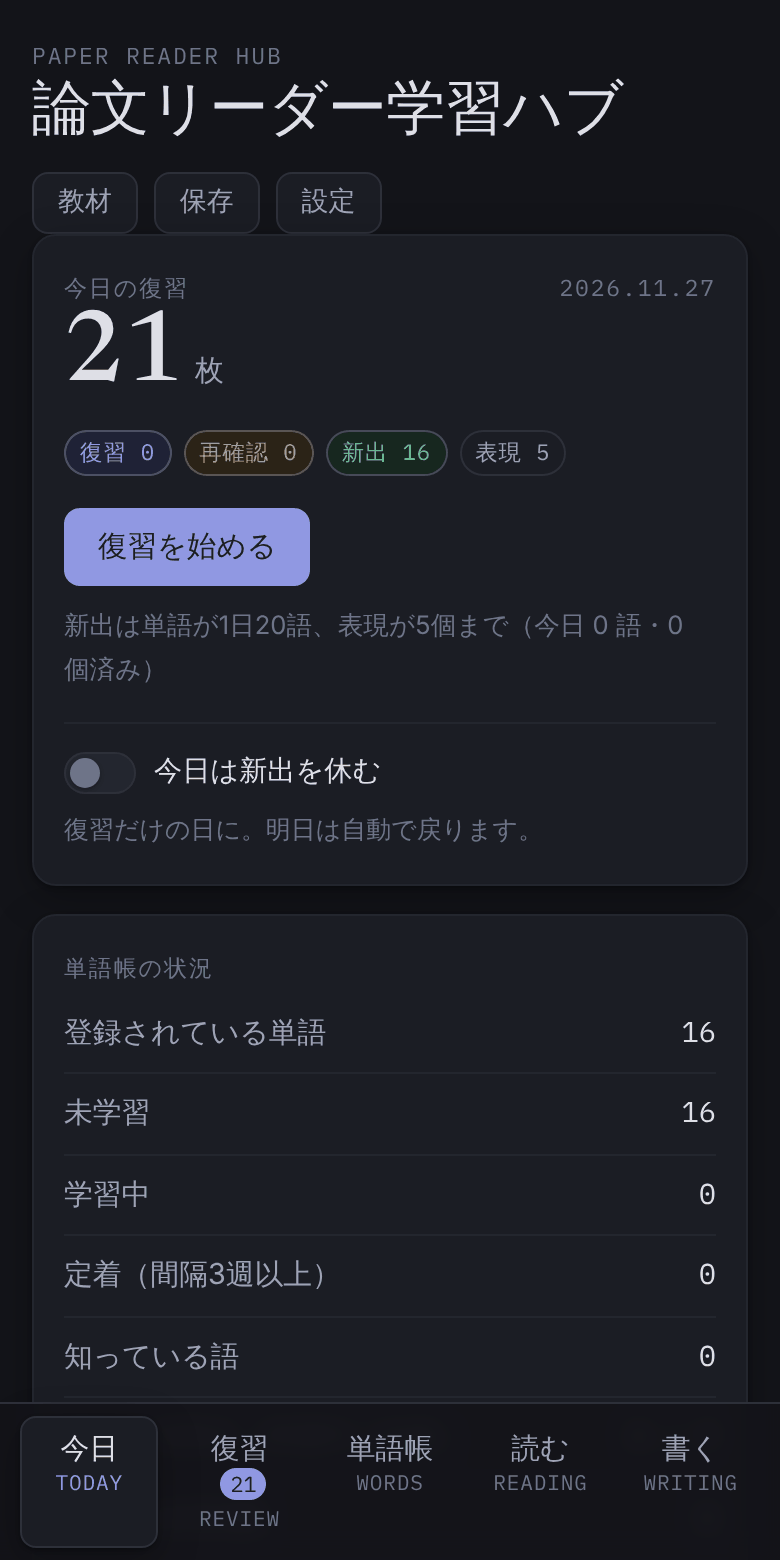 PAPER READER HUB
論文リーダー学習ハブ
教材 保存 設定
今日の復習 2026.11.27
21 枚
復習 0 再確認 0 新出 16 表現 5
復習を始める
新出は単語が1日20語、表現が5個まで（今日 0 語・0
個済み）
今日は新出を休む
復習だけの日に。明日は自動で戻ります。
単語帳の状況
登録されている単語 16
未学習 16
学習中 0
定着（間隔3週以上） 0
知っている語 0
今日 復習 単語帳 読む 書く
TODAY 21 WORDS READING WRITING
REVIEW